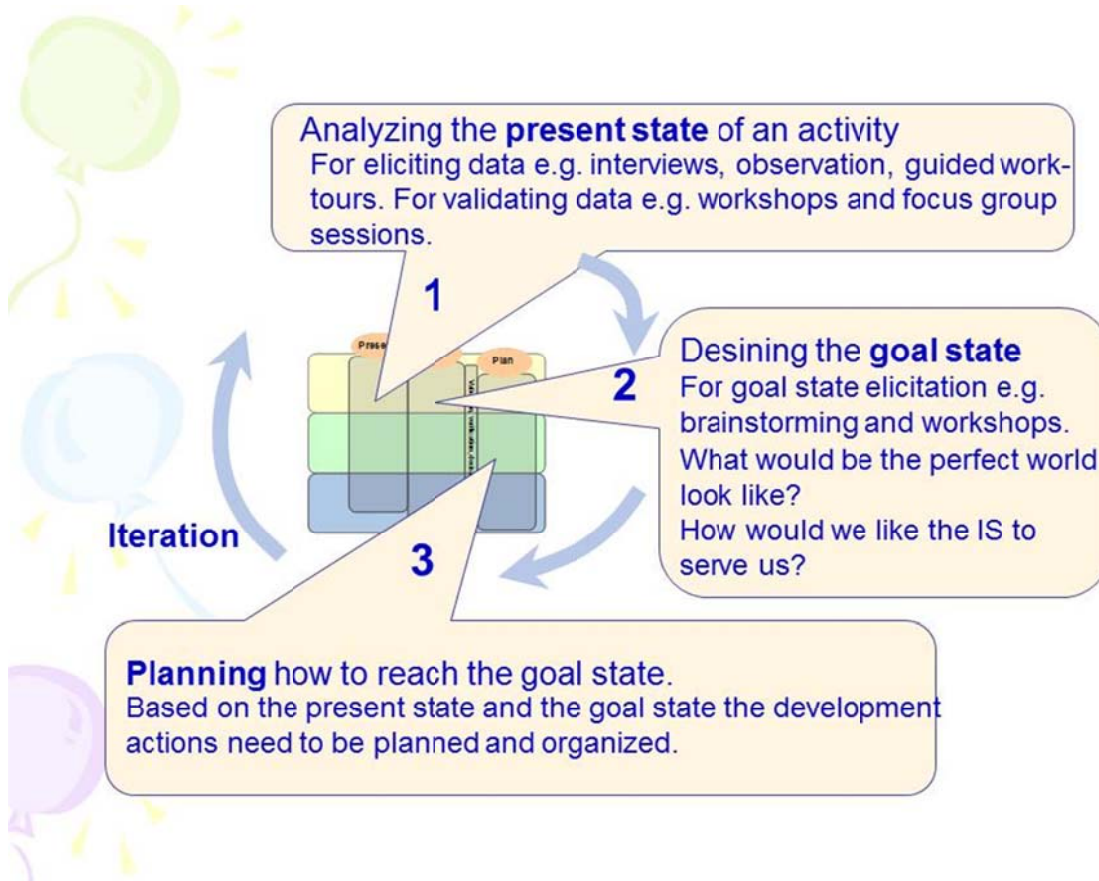 Analyzing the present state of an activity
For eliciting data e.g. interviews, observation, guided work-
tours. For validating data e.g. workshops and focus group
sessions.
1
Plan
2
Desining the goal state
For goal state elicitation e.g.
brainstorming and workshops.
What would be the perfect world
look like?
How would we like the IS to
serve us?
Iteration
3
Planning how to reach the goal state.
Based on the present state and the goal state the development
actions need to be planned and organized.